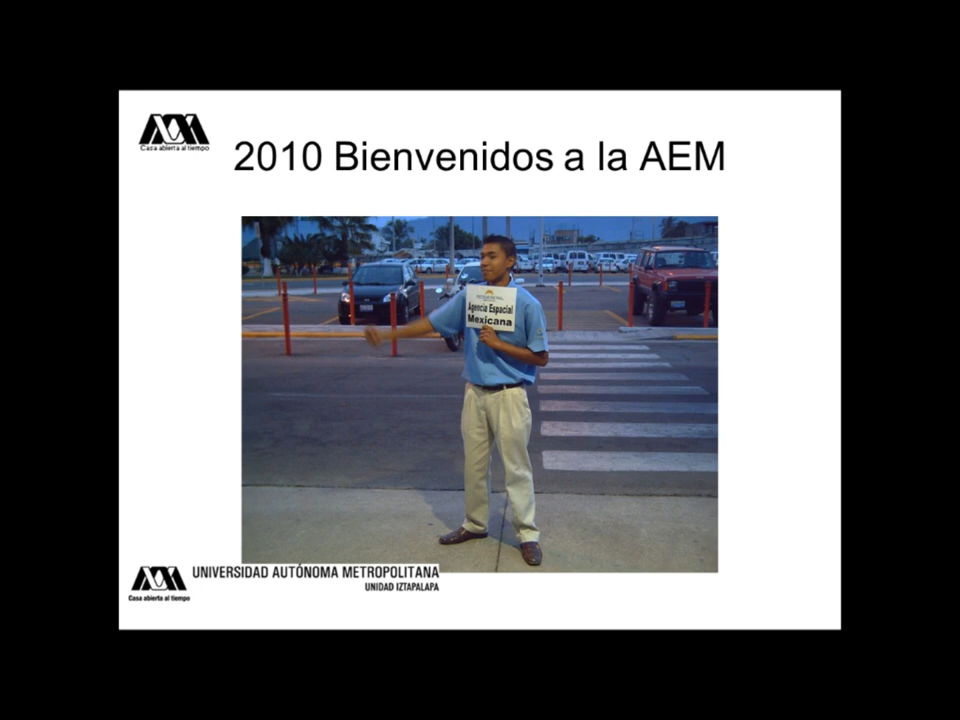 Casa abierta al tiempo
2010 Bienvenidos a la AEM
Agencia Espacial
Mexicana
UNIVERSIDAD AUTÓNOMA METROPOLITANA
UNIDAD IZTAPALAPA
Casa abierta al tiempo